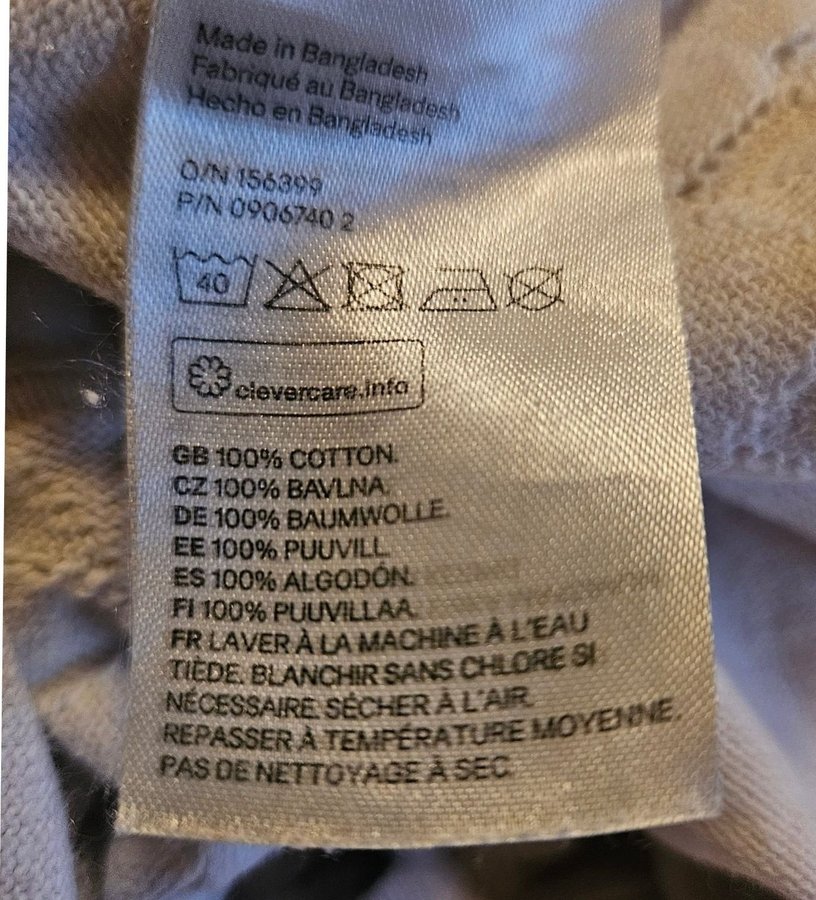 Made in Bangladesh
Fabriqué au Bangladesh
Hecho en Bangladesh
O/N 156399
P/N 0906740 2
40
clevercare.info
GB 100% COTTON.
CZ 100% BAVLNA.
DE 100% BAUMWOLLE.
EE 100% PUUVILL.
ES 100% ALGODÓN.
FI 100% PUUVILLAA.
FR LAVER À LA MACHINE À L'EAU
TIÈDE. BLANCHIR SANS CHLORE SI
NÉCESSAIRE. SÉCHER À L'AIR.
REPASSER À TEMPÉRATURE MOYENNE.
PAS DE NETTOYAGE À SEC.